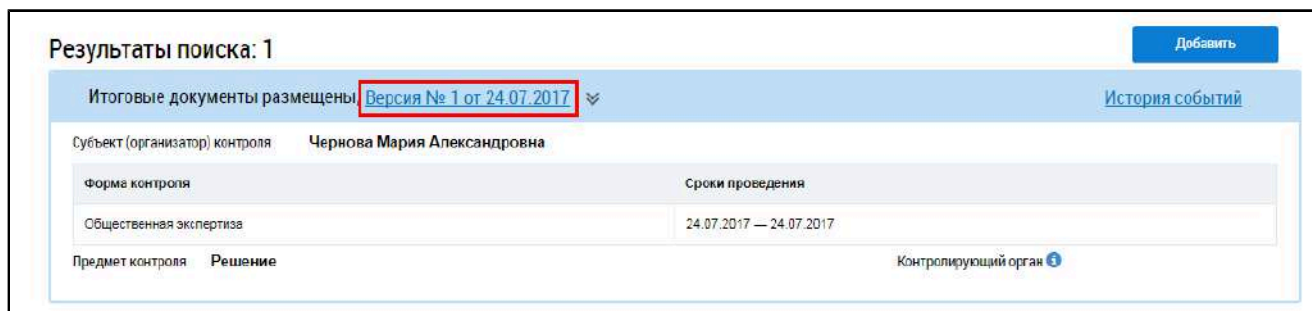 Результаты поиска: 1
Добавить
Итоговые документы размещены, Версия № 1 от 24.07.2017
История событий
Субъект (организатор) контроля Чернова Мария Александровна
Форма контроля Сроки проведения
Общественная экспертиза 24.07.2017 — 24.07.2017
Предмет контроля Решение Контролирующий орган